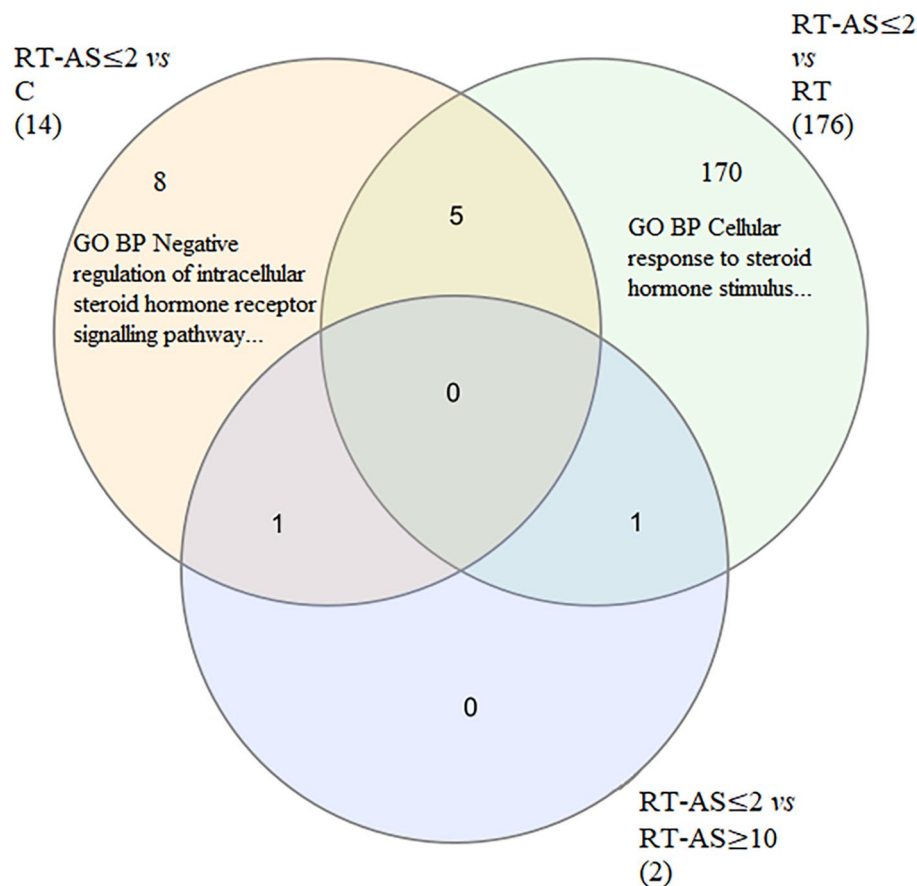 RT-AS≤2 vs
C
(14)
RT-AS≤2
vs
RT
(176)
8
GO BP Negative
regulation of intracellular
steroid hormone receptor
signalling pathway...
5
170
GO BP Cellular
response to steroid
hormone stimulus...
0
1
1
0
RT-AS≤2 vs
RT-AS≥10
(2)